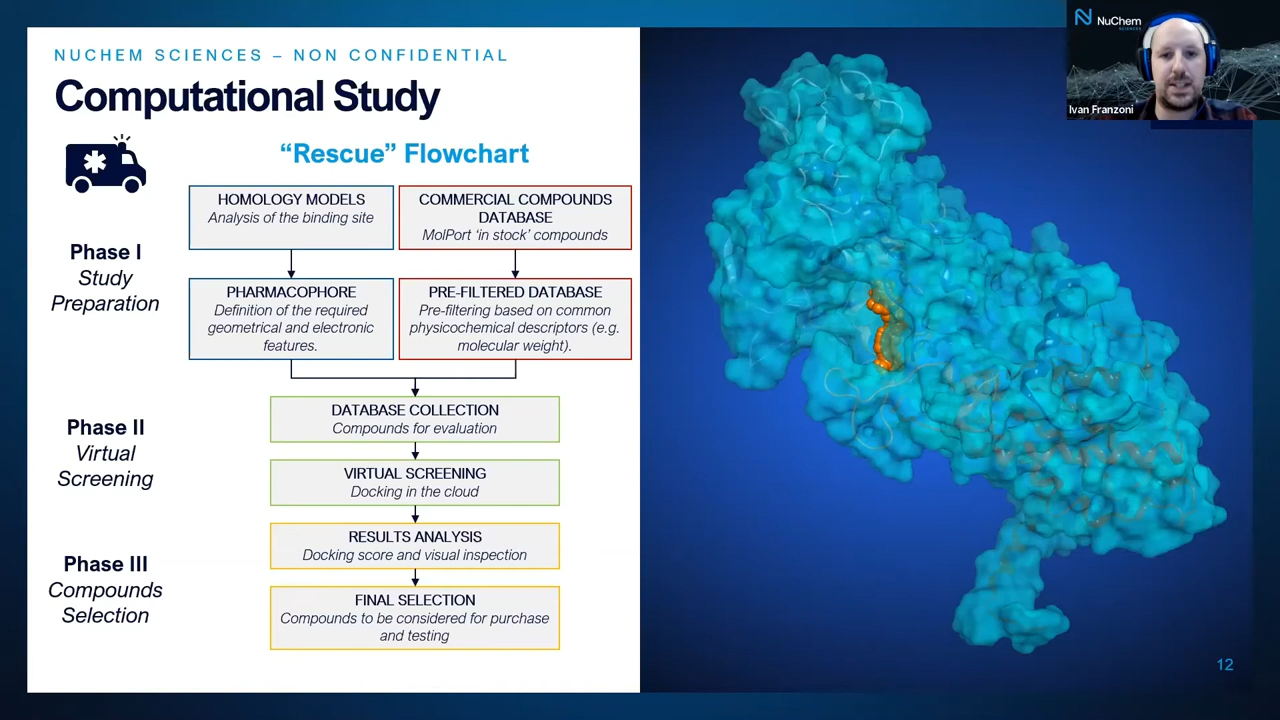 NUCHEM SCIENCES – NON CONFIDENTIAL
Computational Study
“Rescue” Flowchart
Phase I
Study
Preparation
HOMOLOGY MODELS
Analysis of the binding site
COMMERCIAL COMPOUNDS
DATABASE
MolPort ‘in stock’ compounds
PHARMACOPHORE
Definition of the required
geometrical and electronic
features.
PRE-FILTERED DATABASE
Pre-filtering based on common
physicochemical descriptors (e.g.
molecular weight).
Phase II
Virtual
Screening
DATABASE COLLECTION
Compounds for evaluation
VIRTUAL SCREENING
Docking in the cloud
Phase III
Compounds
Selection
RESULTS ANALYSIS
Docking score and visual inspection
FINAL SELECTION
Compounds to be considered for purchase
and testing
NuChem
SCIENCES
Ivan Franzoni
12